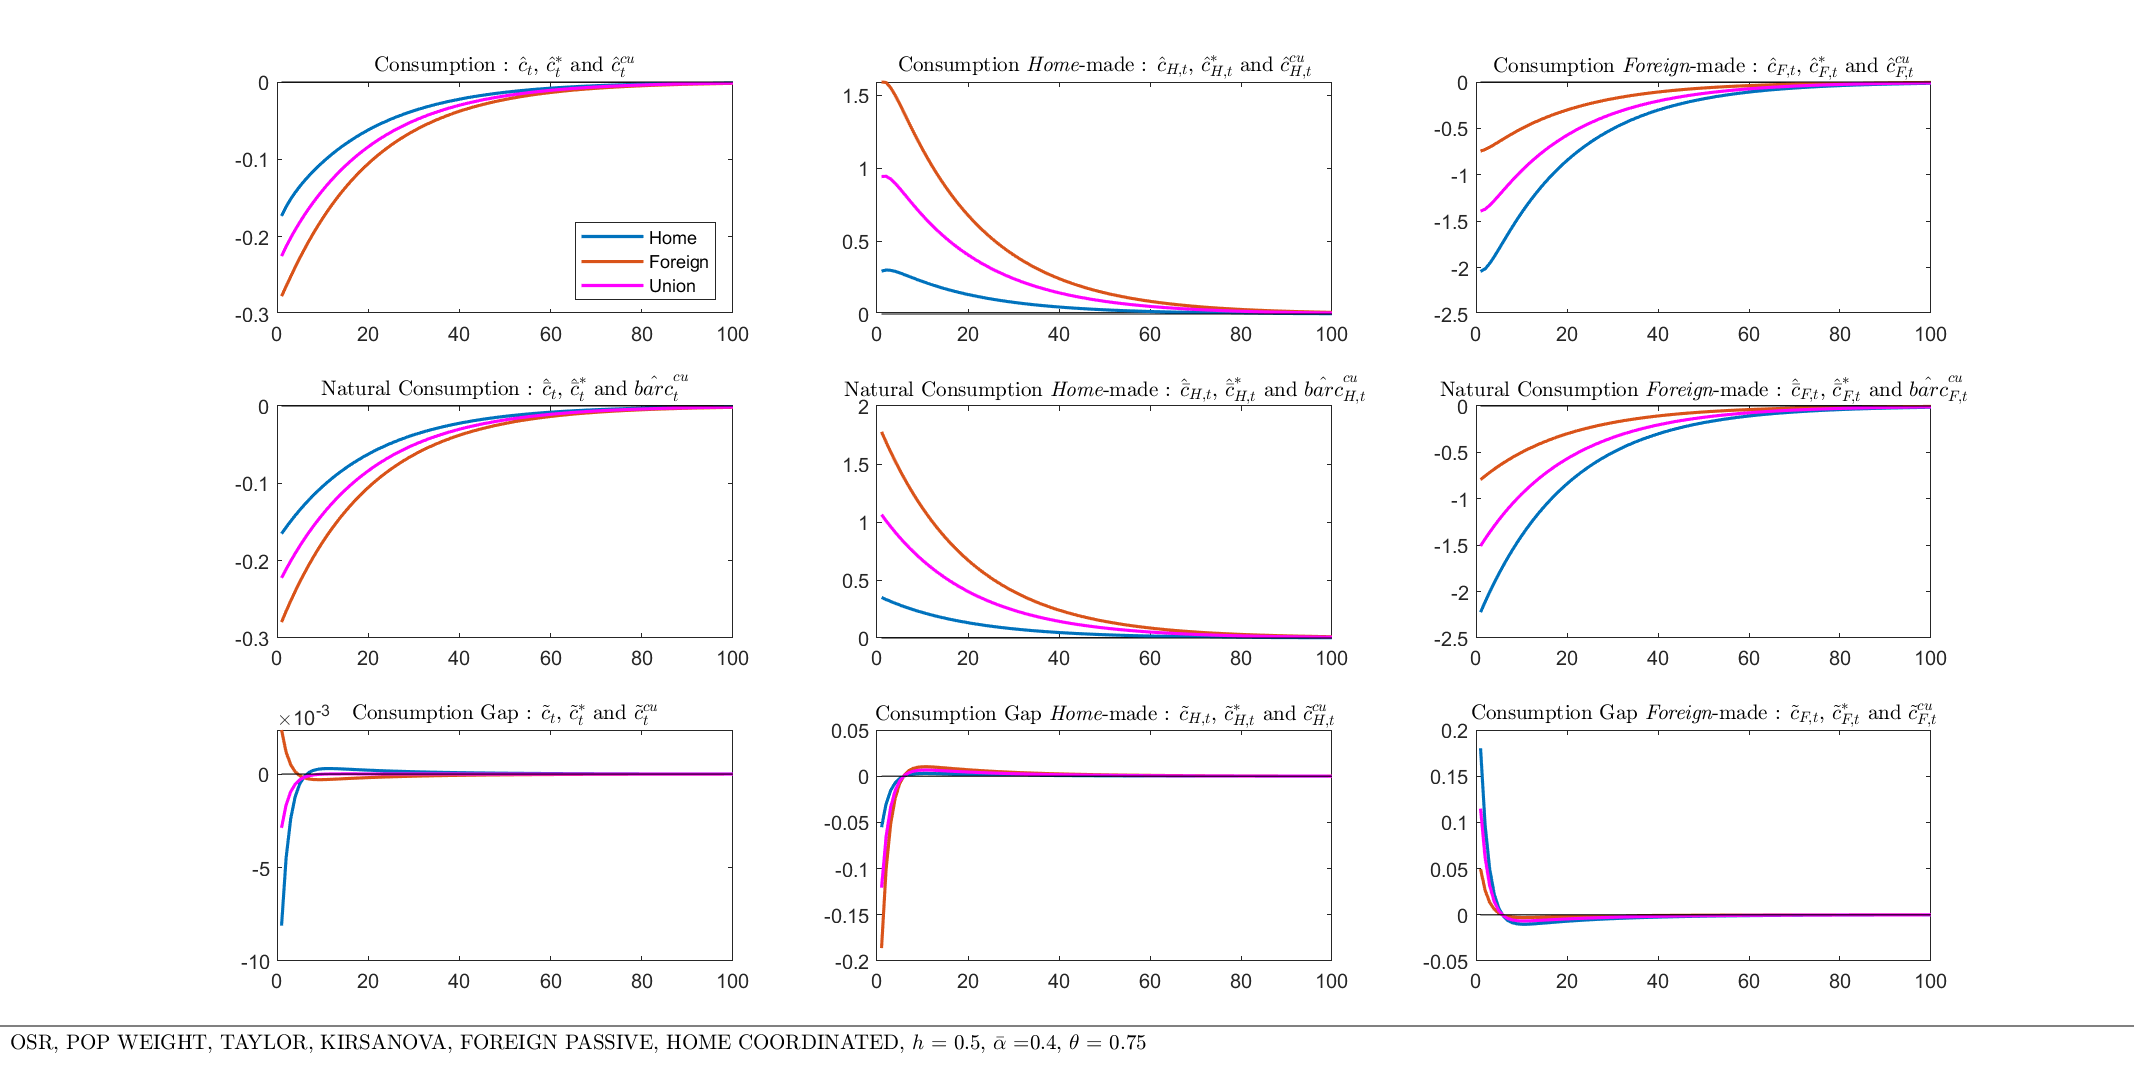 Consumption : ĉ_t, ĉ*_t and ĉ^cu_t
0
-0.1
-0.2
-0.3
0 20 40 60 80 100
Home
Foreign
Union
Consumption Home-made : ĉ_H,t, ĉ*_H,t and ĉ^cu_H,t
1.5
1
0.5
0
0 20 40 60 80 100
Consumption Foreign-made : ĉ_F,t, ĉ*_F,t and ĉ^cu_F,t
0
-0.5
-1
-1.5
-2
-2.5
0 20 40 60 80 100
Natural Consumption : c̄̂_t, c̄̂*_t and bar̂c^cu_t
0
-0.1
-0.2
-0.3
0 20 40 60 80 100
Natural Consumption Home-made : c̄̂_H,t, c̄̂*_H,t and bar̂c^cu_H,t
2
1.5
1
0.5
0
0 20 40 60 80 100
Natural Consumption Foreign-made : c̄̂_F,t, c̄̂*_F,t and bar̂c^cu_F,t
0
-0.5
-1
-1.5
-2
-2.5
0 20 40 60 80 100
×10^-3 Consumption Gap : c̃_t, c̃*_t and c̃^cu_t
0
-5
-10
0 20 40 60 80 100
Consumption Gap Home-made : c̃_H,t, c̃*_H,t and c̃^cu_H,t
0.05
0
-0.05
-0.1
-0.15
-0.2
0 20 40 60 80 100
Consumption Gap Foreign-made : c̃_F,t, c̃*_F,t and c̃^cu_F,t
0.2
0.15
0.1
0.05
0
-0.05
0 20 40 60 80 100
OSR, POP WEIGHT, TAYLOR, KIRSANOVA, FOREIGN PASSIVE, HOME COORDINATED, h = 0.5, ᾱ =0.4, θ = 0.75